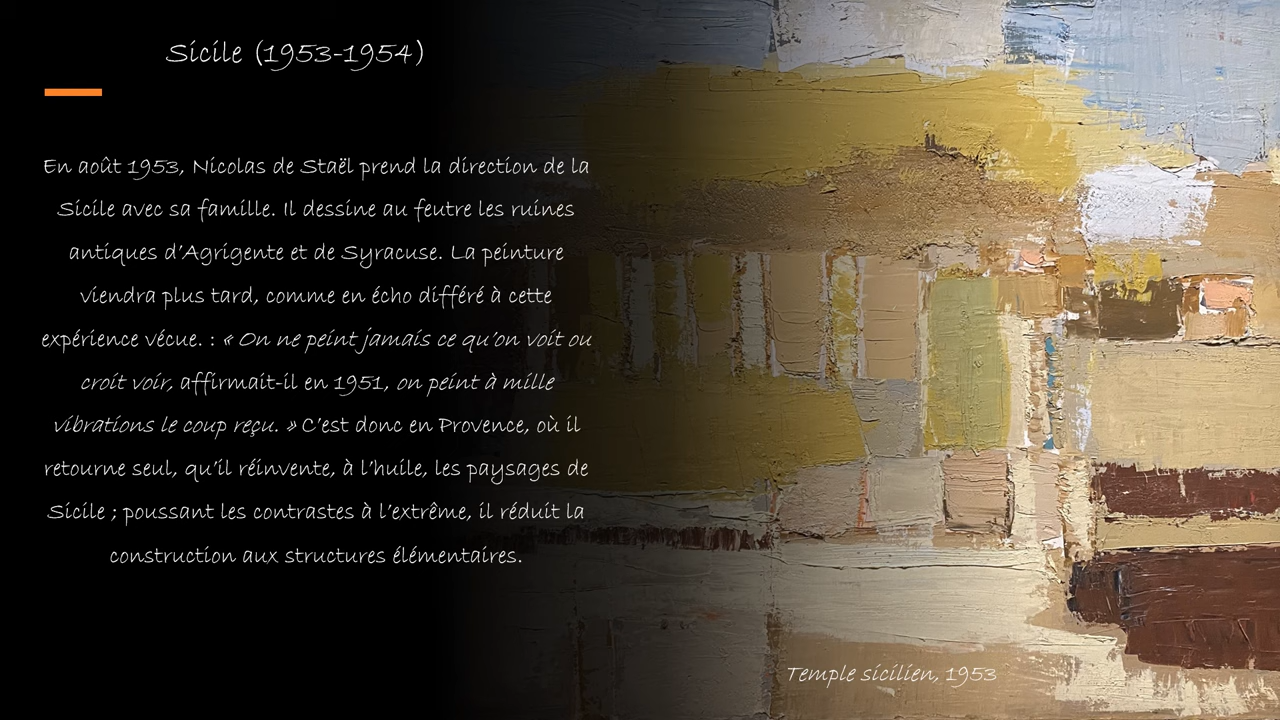 Sicile (1953-1954)
En août 1953, Nicolas de Staël prend la direction de la
Sicile avec sa famille. Il dessine au feutre les ruines
antiques d’Agrigente et de Syracuse. La peinture
viendra plus tard, comme en écho différé à cette
expérience vécue. : « On ne peint jamais ce qu’on voit ou
croit voir, affirmait-il en 1951, on peint à mille
vibrations le coup reçu. » C’est donc en Provence, où il
retourne seul, qu’il réinvente, à l’huile, les paysages de
Sicile ; poussant les contrastes à l’extrême, il réduit la
construction aux structures élémentaires.
Temple sicilien, 1953